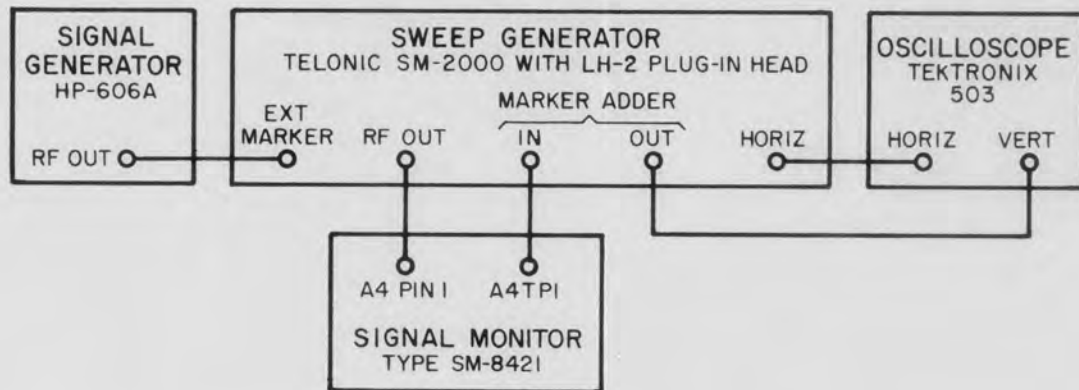 SIGNAL
GENERATOR
HP-606A
RF OUT
SWEEP GENERATOR
TELONIC SM-2000 WITH LH-2 PLUG-IN HEAD
MARKER ADDER
EXT
MARKER
RF OUT
IN
OUT
HORIZ
OSCILLOSCOPE
TEKTRONIX
503
HORIZ
VERT
A4 PIN I
A4TPI
SIGNAL MONITOR
TYPE SM-842I